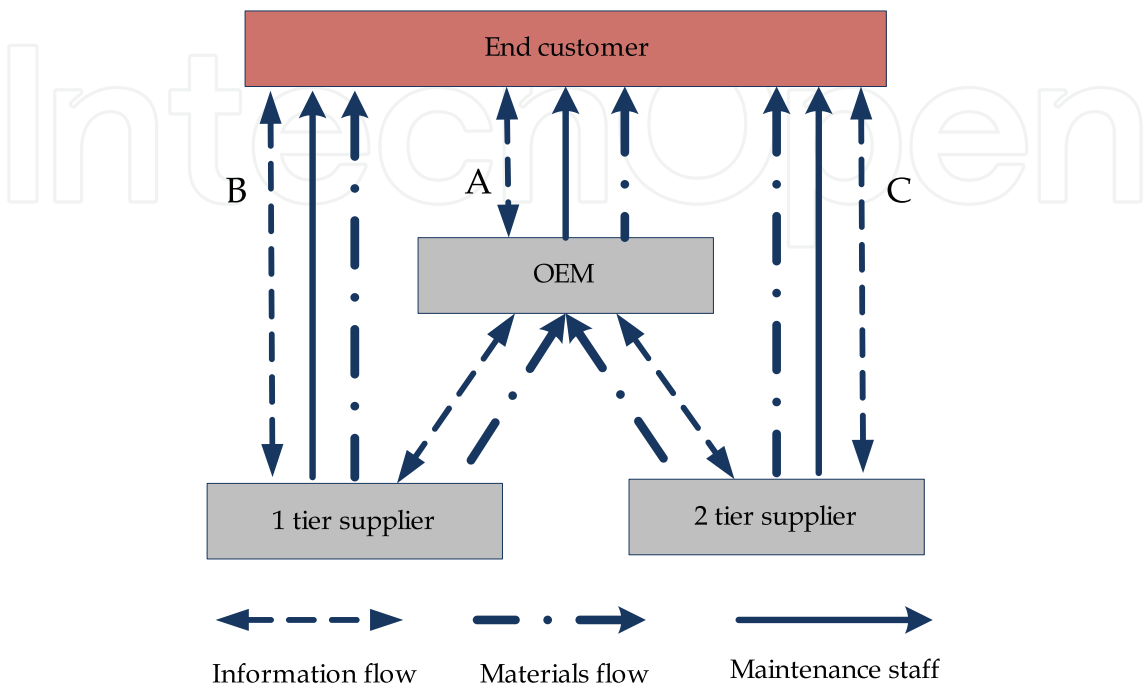 IntechOpen
End customer
B
A
C
OEM
1 tier supplier
2 tier supplier
Information flow
Materials flow
Maintenance staff